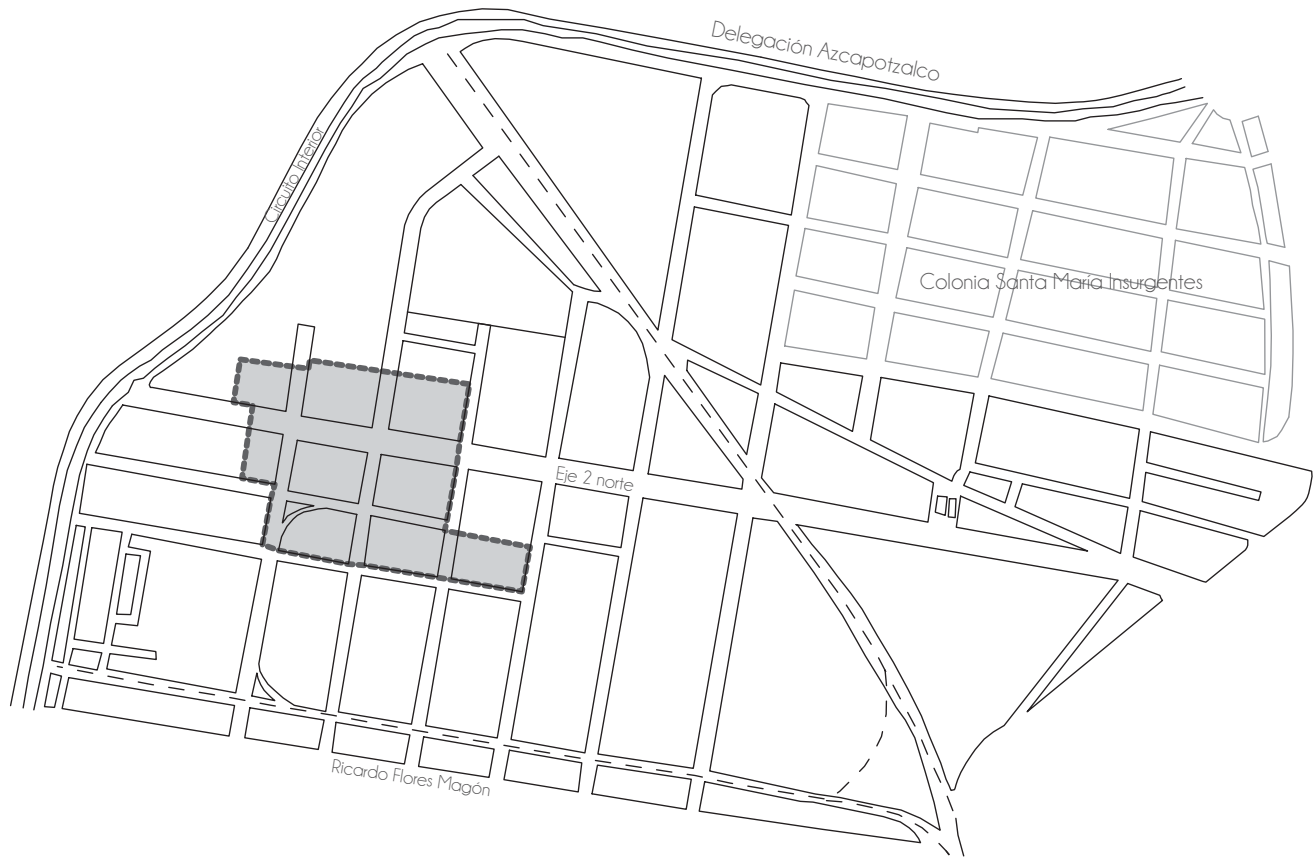 Delegación Azcapotzalco
Circuito Interior
Colonia Santa María Insurgentes
Eje 2 norte
Ricardo Flores Magón